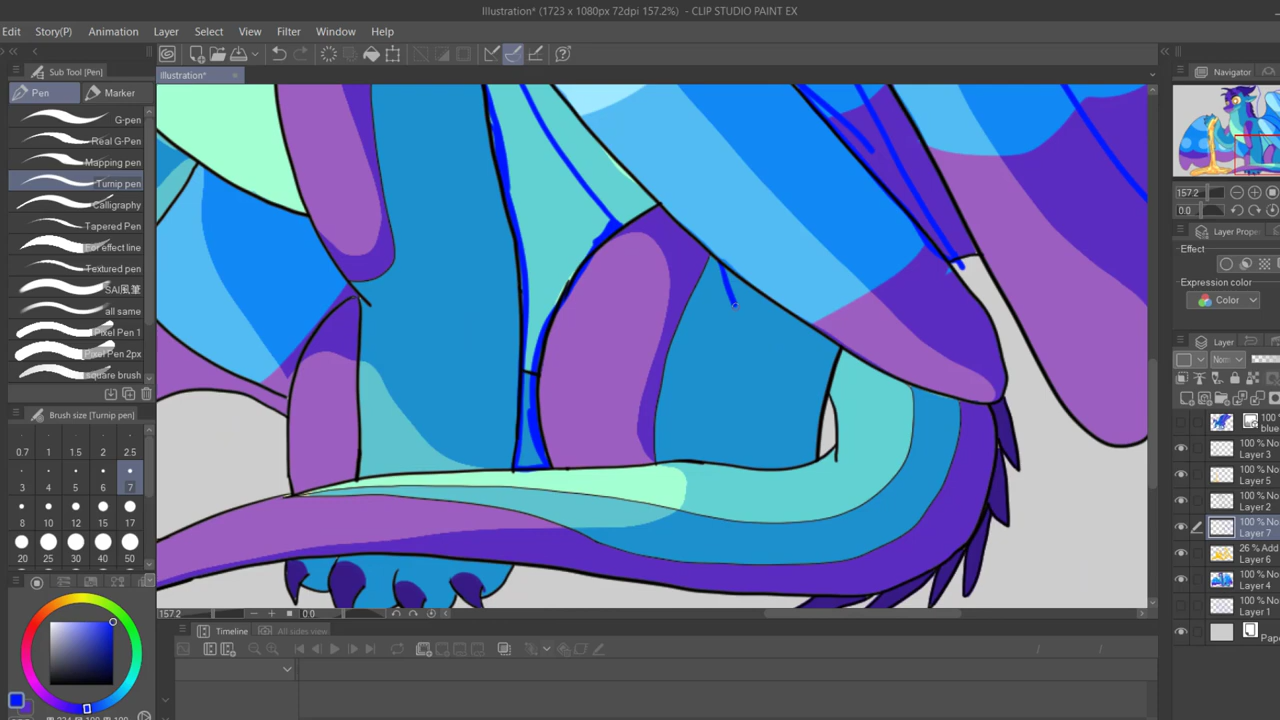 Illustration* (1723 x 1080px 72dpi 157.2%) - CLIP STUDIO PAINT EX
Edit Story(P) Animation Layer Select View Filter Window Help
Sub Tool [Pen]
Illustration*
Navigator
Pen Marker
G-pen
Real G-Pen
Mapping pen
Turnip pen
Calligraphy
Tapered Pen
For effect line
Textured pen
SAI風筆
all same
Pixel Pen 1
Pixel Pen 2px
square brush
157.2
0.0
Layer Prope
Effect
Expression color
Color
Layer
Norm
Brush size [Turnip pen]
0.7 1 1.5 2 2.5
3 4 5 6 7
8 10 12 15 17
20 25 30 40 50
100 %
blue
100 % No
Layer 3
100 % No
Layer 5
100 % No
Layer 2
100 % No
Layer 7
26 % Add
Layer 6
100 % No
Layer 4
100 % No
Layer 1
Pape
157.2 0.0
Timeline All sides view